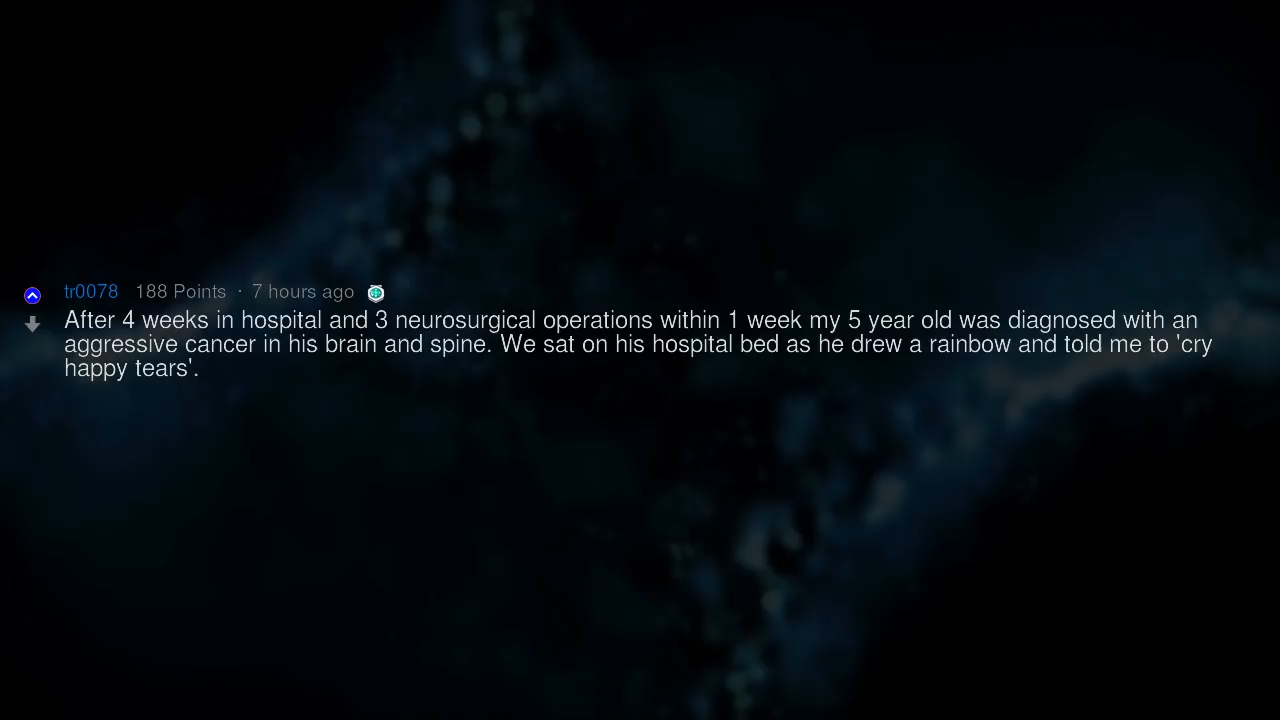 tr0078 188 Points · 7 hours ago
After 4 weeks in hospital and 3 neurosurgical operations within 1 week my 5 year old was diagnosed with an
aggressive cancer in his brain and spine. We sat on his hospital bed as he drew a rainbow and told me to 'cry
happy tears'.